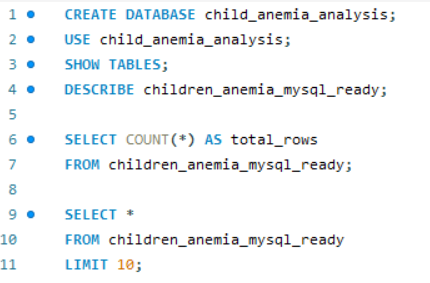 1 CREATE DATABASE child_anemia_analysis;
2 USE child_anemia_analysis;
3 SHOW TABLES;
4 DESCRIBE children_anemia_mysql_ready;
5
6 SELECT COUNT(*) AS total_rows
7 FROM children_anemia_mysql_ready;
8
9 SELECT *
10 FROM children_anemia_mysql_ready
11 LIMIT 10;